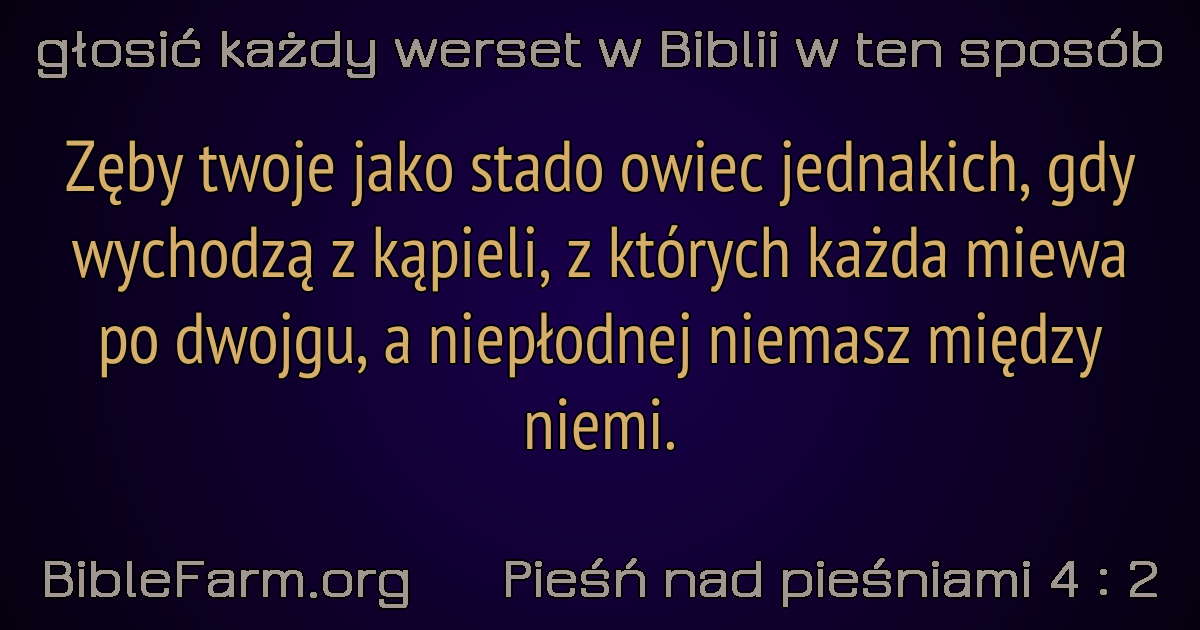 głosić każdy werset w Biblii w ten sposób
Zęby twoje jako stado owiec jednakich, gdy
wychodzą z kąpieli, z których każda miewa
po dwojgu, a niepłodnej niemasz między
niemi.
BibleFarm.org Pieśń nad pieśniami 4 : 2